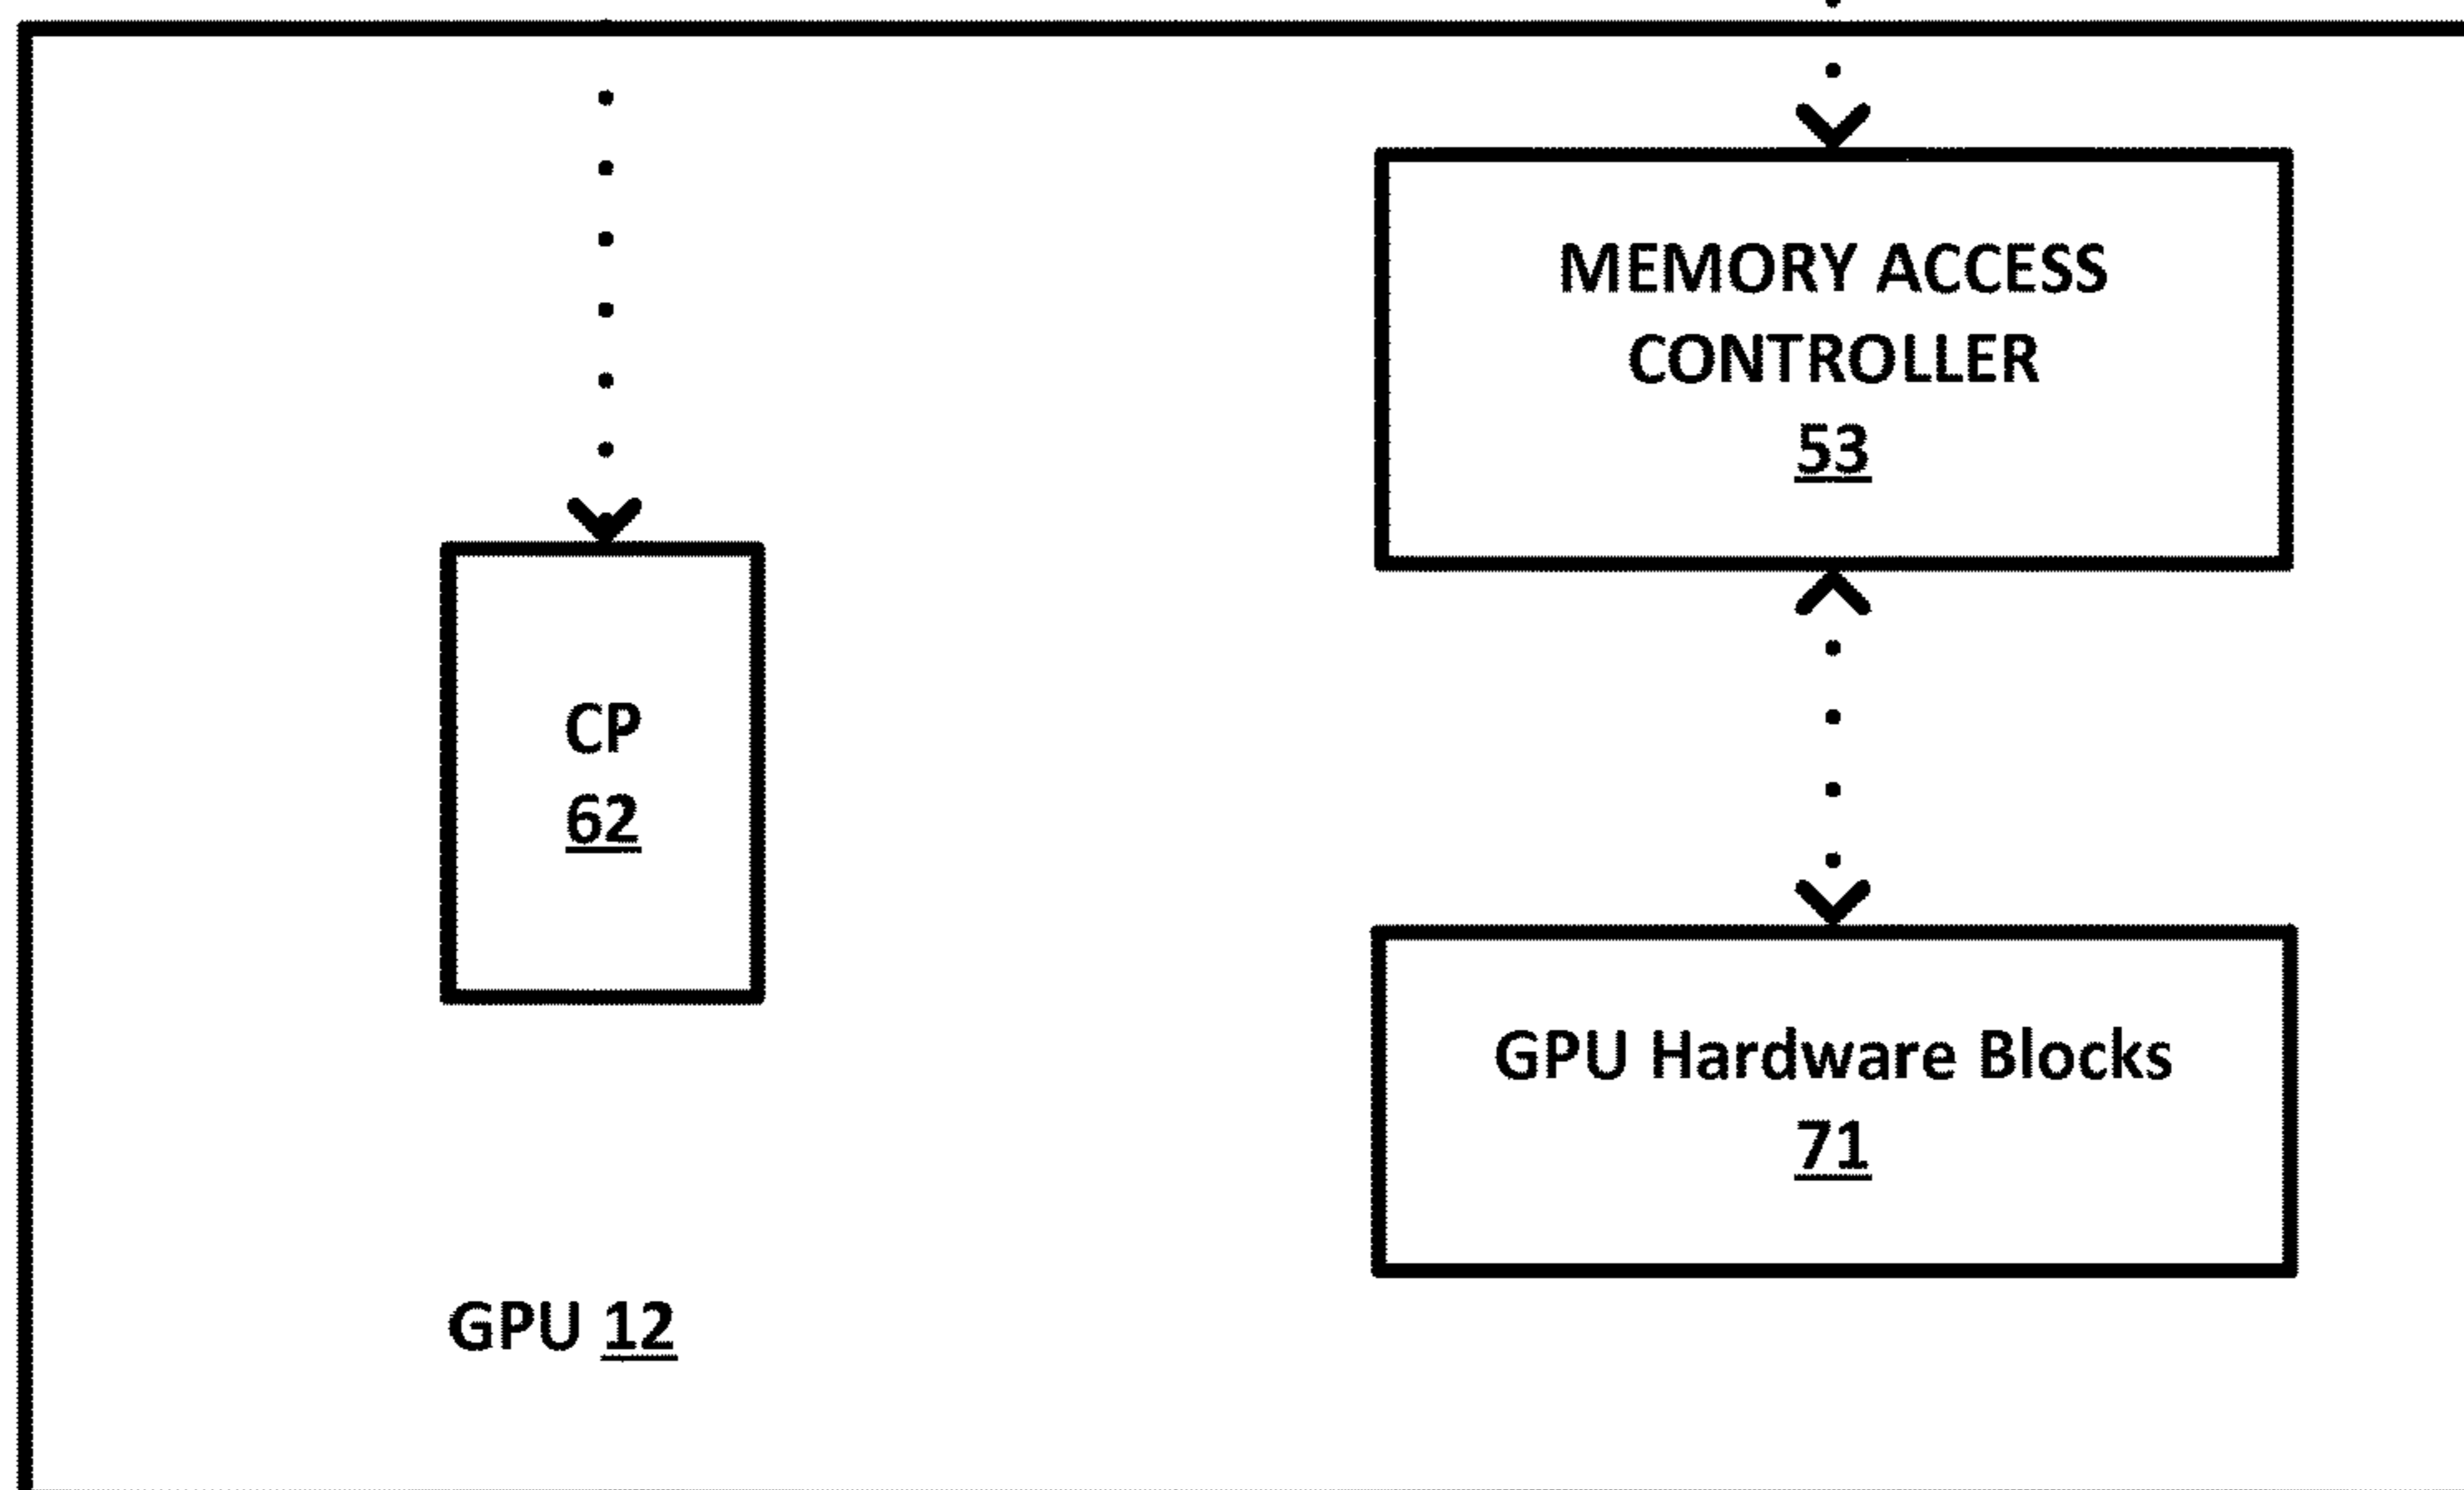 MEMORY ACCESS
CONTROLLER
53
CP
62
GPU Hardware Blocks
71
GPU 12